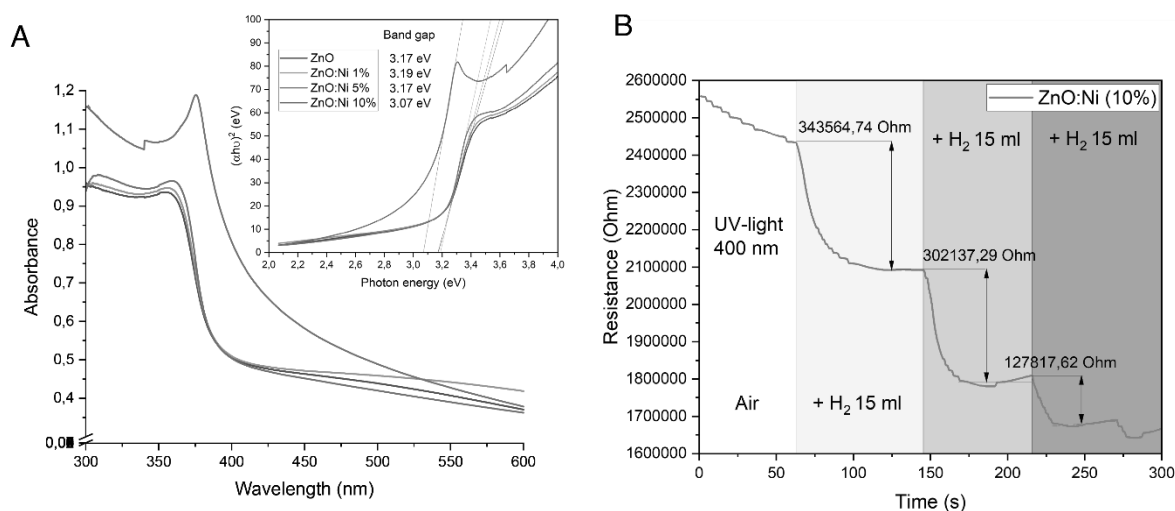 A
Absorbance
1,2
1,1
1,0
0,9
0,8
0,7
0,6
0,5
0,4
300 350 400 450 500 550 600
Wavelength (nm)
(αhυ)² (eV)
100
90
80
70
60
50
40
30
20
10
0
2,0 2,2 2,4 2,6 2,8 3,0 3,2 3,4 3,6 3,8 4,0
Photon energy (eV)
Band gap
ZnO 3.17 eV
ZnO:Ni 1% 3.19 eV
ZnO:Ni 5% 3.17 eV
ZnO:Ni 10% 3.07 eV
B
Resistance (Ohm)
2600000
2500000
2400000
2300000
2200000
2100000
2000000
1900000
1800000
1700000
1600000
0 50 100 150 200 250 300
Time (s)
ZnO:Ni (10%)
343564,74 Ohm
+ H₂ 15 ml
+ H₂ 15 ml
UV-light
400 nm
302137,29 Ohm
127817,62 Ohm
Air
+ H₂ 15 ml